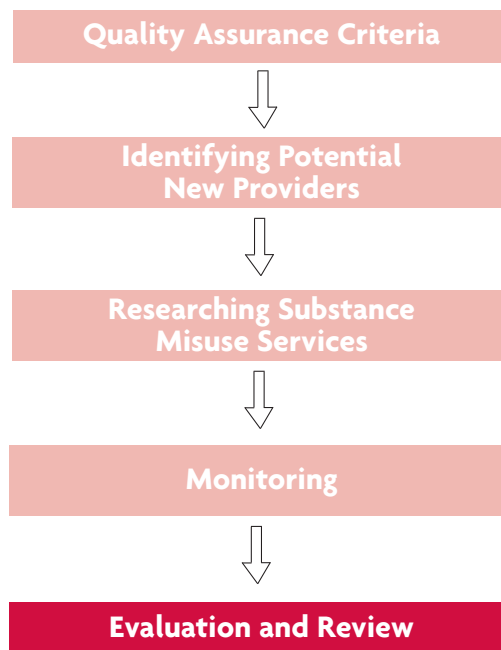 Quality Assurance Criteria
Identifying Potential
New Providers
Researching Substance
Misuse Services
Monitoring
Evaluation and Review